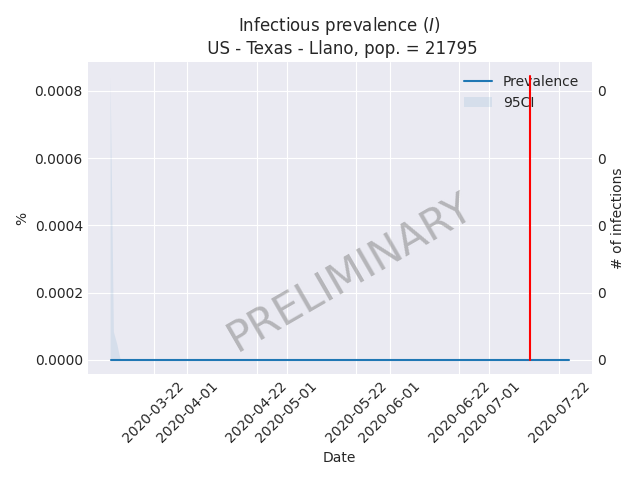 Infectious prevalence (I)
US - Texas - Llano, pop. = 21795
Prevalence
95CI
0.0008
0.0006
0.0004
0.0002
0.0000
%
0
0
0
0
0
# of infections
PRELIMINARY
2020-03-22
2020-04-01
2020-04-22
2020-05-01
2020-05-22
2020-06-01
2020-06-22
2020-07-01
2020-07-22
Date